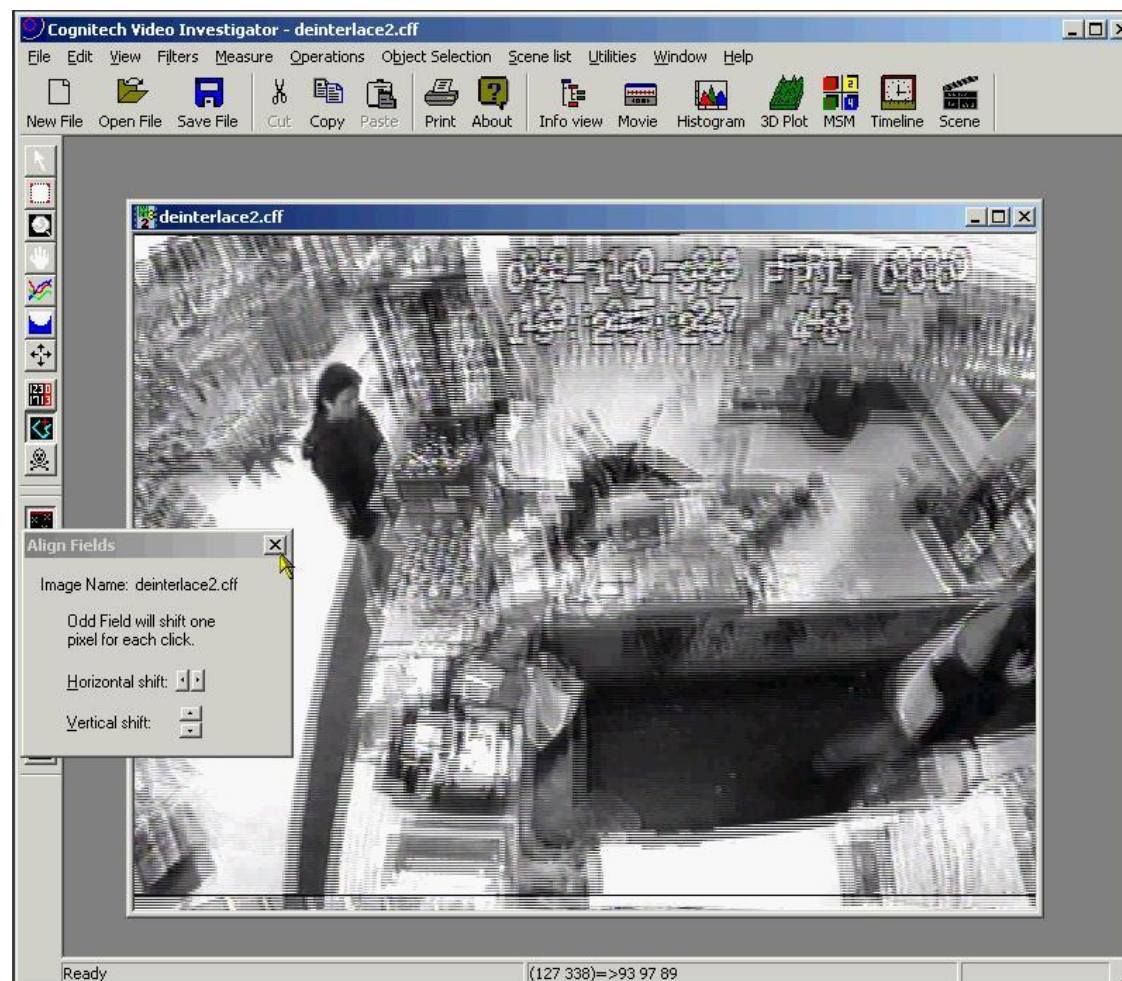 Cognitech Video Investigator - deinterlace2.cff
File Edit View Filters Measure Operations Object Selection Scene list Utilities Window Help
New File Open File Save File Cut Copy Paste Print About Info view Movie Histogram 3D Plot MSM Timeline Scene
deinterlace2.cff
FRI
Align Fields
Image Name: deinterlace2.cff
Odd Field will shift one
pixel for each click.
Horizontal shift:
Vertical shift:
Ready (127 338)=>93 97 89